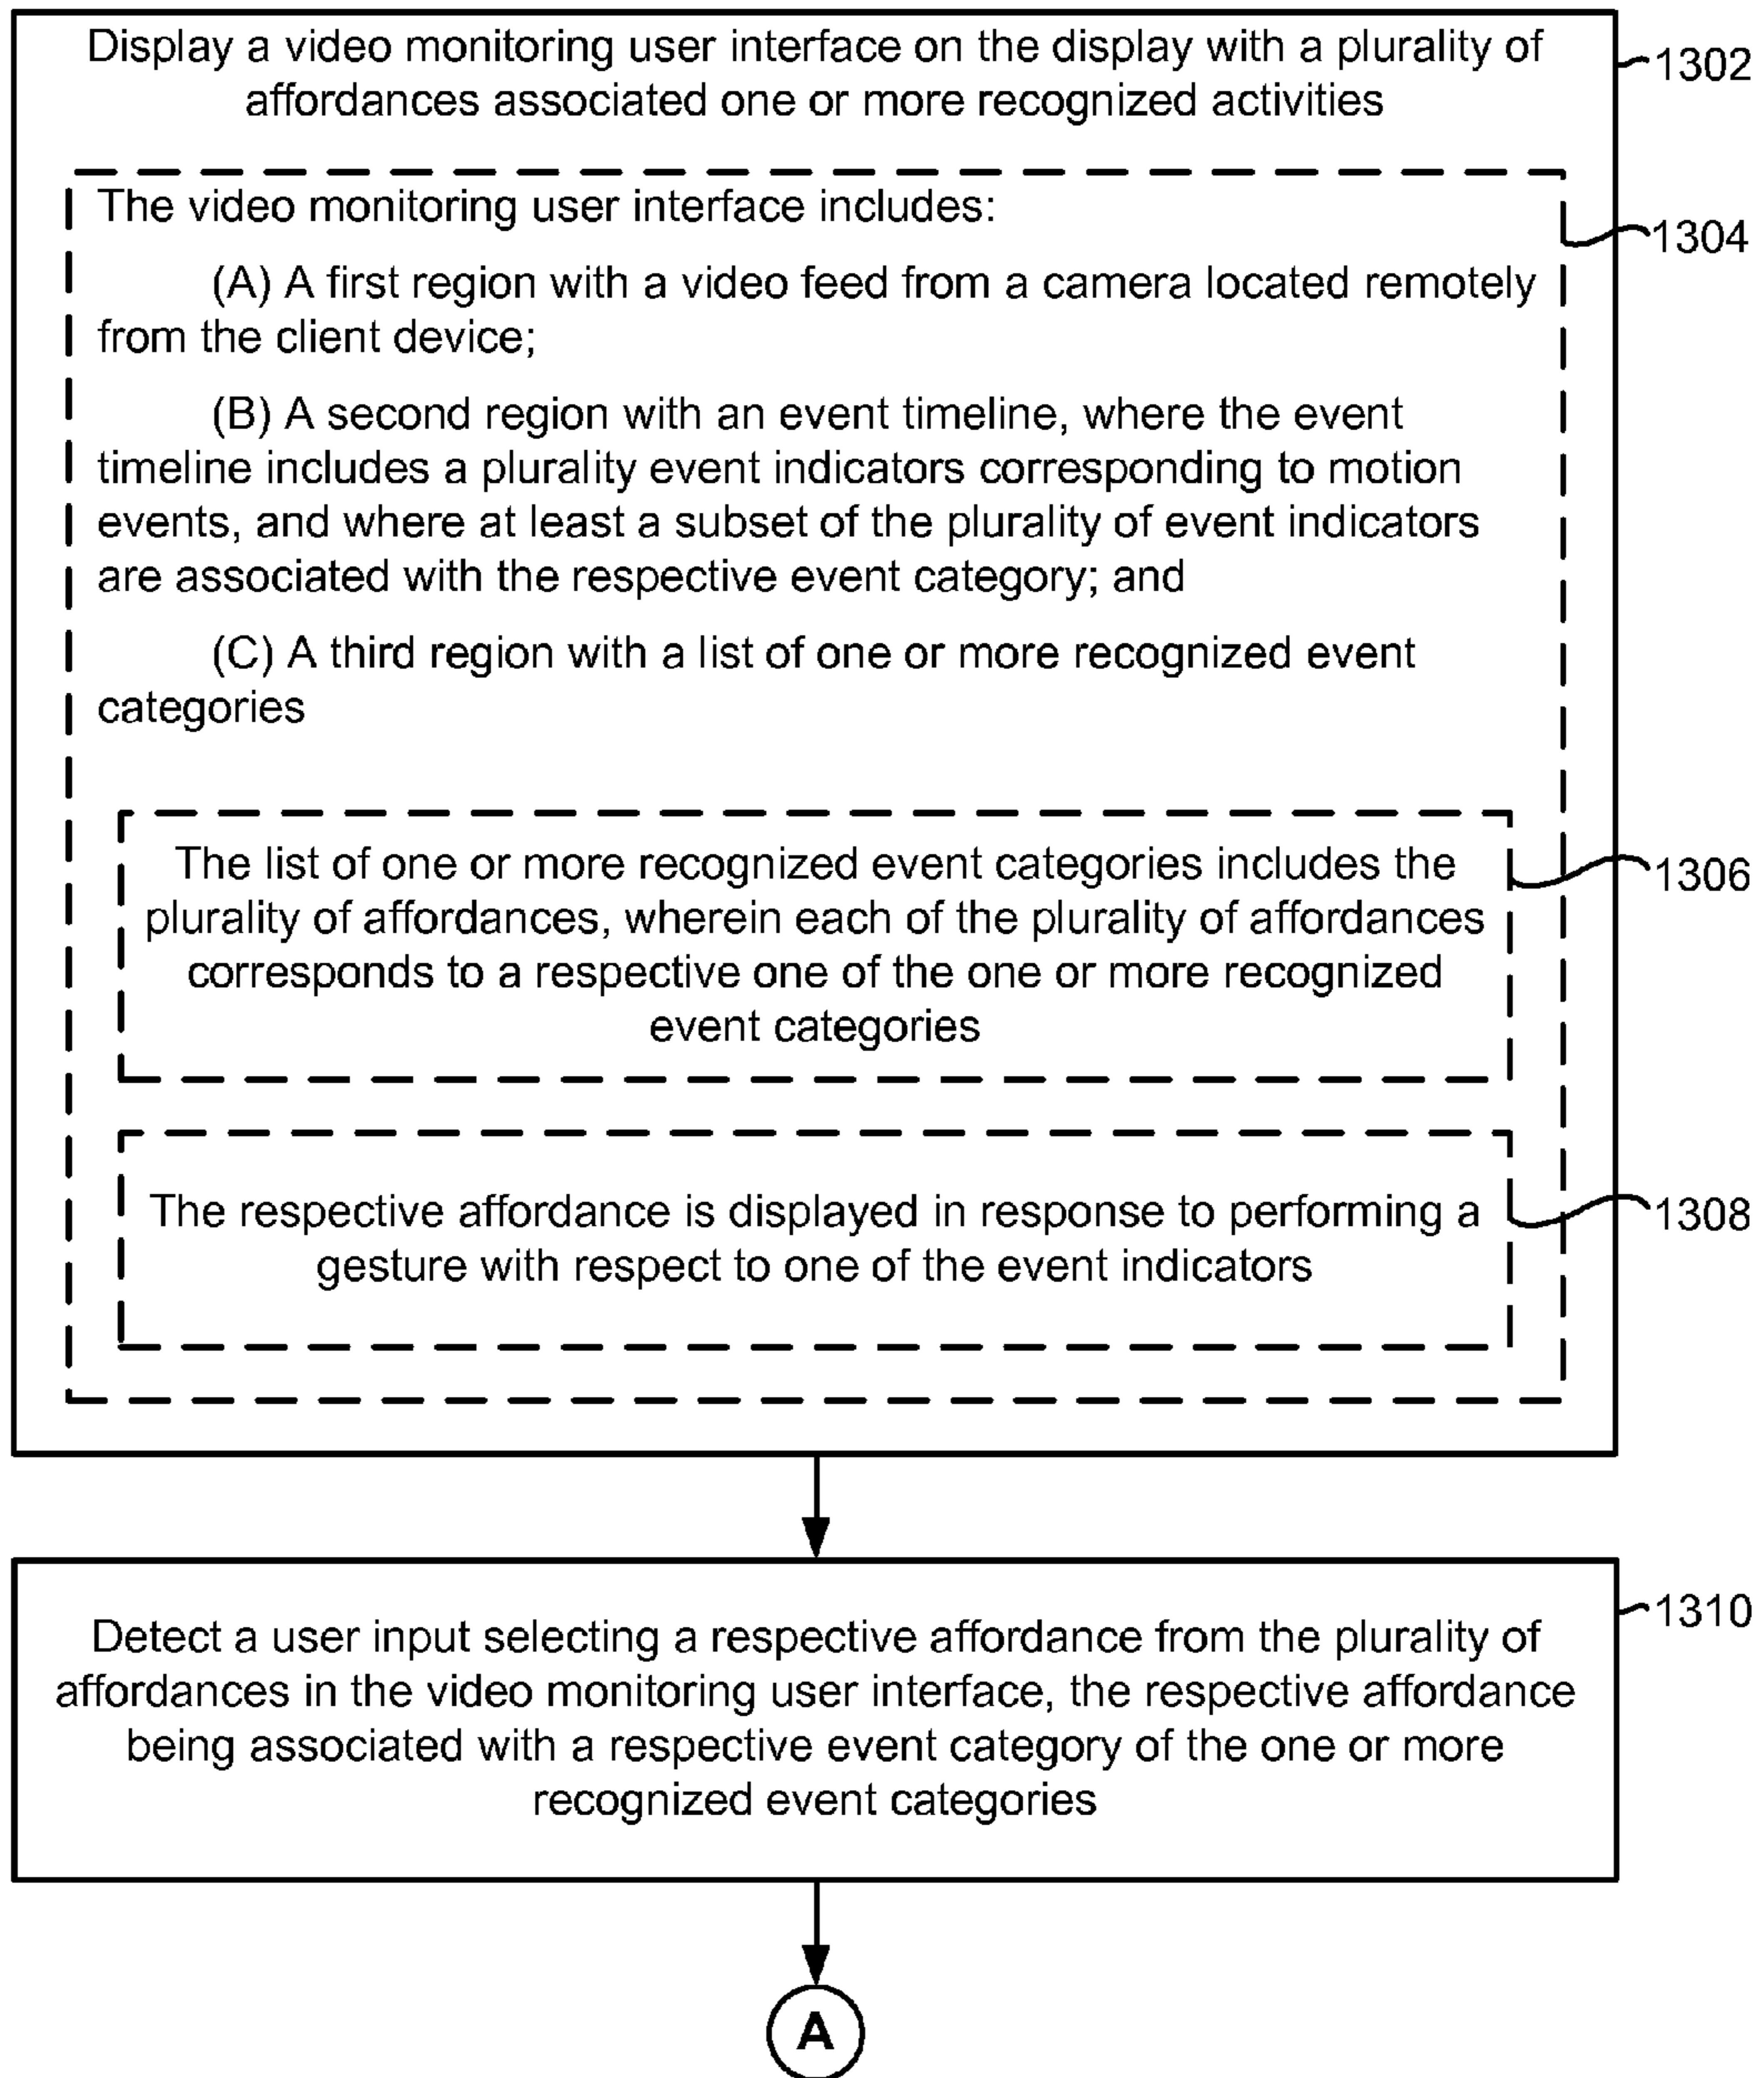 Display a video monitoring user interface on the display with a plurality of
affordances associated one or more recognized activities
1302
The video monitoring user interface includes:
1304
(A) A first region with a video feed from a camera located remotely
from the client device;
(B) A second region with an event timeline, where the event
timeline includes a plurality event indicators corresponding to motion
events, and where at least a subset of the plurality of event indicators
are associated with the respective event category; and
(C) A third region with a list of one or more recognized event
categories
The list of one or more recognized event categories includes the
plurality of affordances, wherein each of the plurality of affordances
corresponds to a respective one of the one or more recognized
event categories
1306
The respective affordance is displayed in response to performing a
gesture with respect to one of the event indicators
1308
Detect a user input selecting a respective affordance from the plurality of
affordances in the video monitoring user interface, the respective affordance
being associated with a respective event category of the one or more
recognized event categories
1310
A